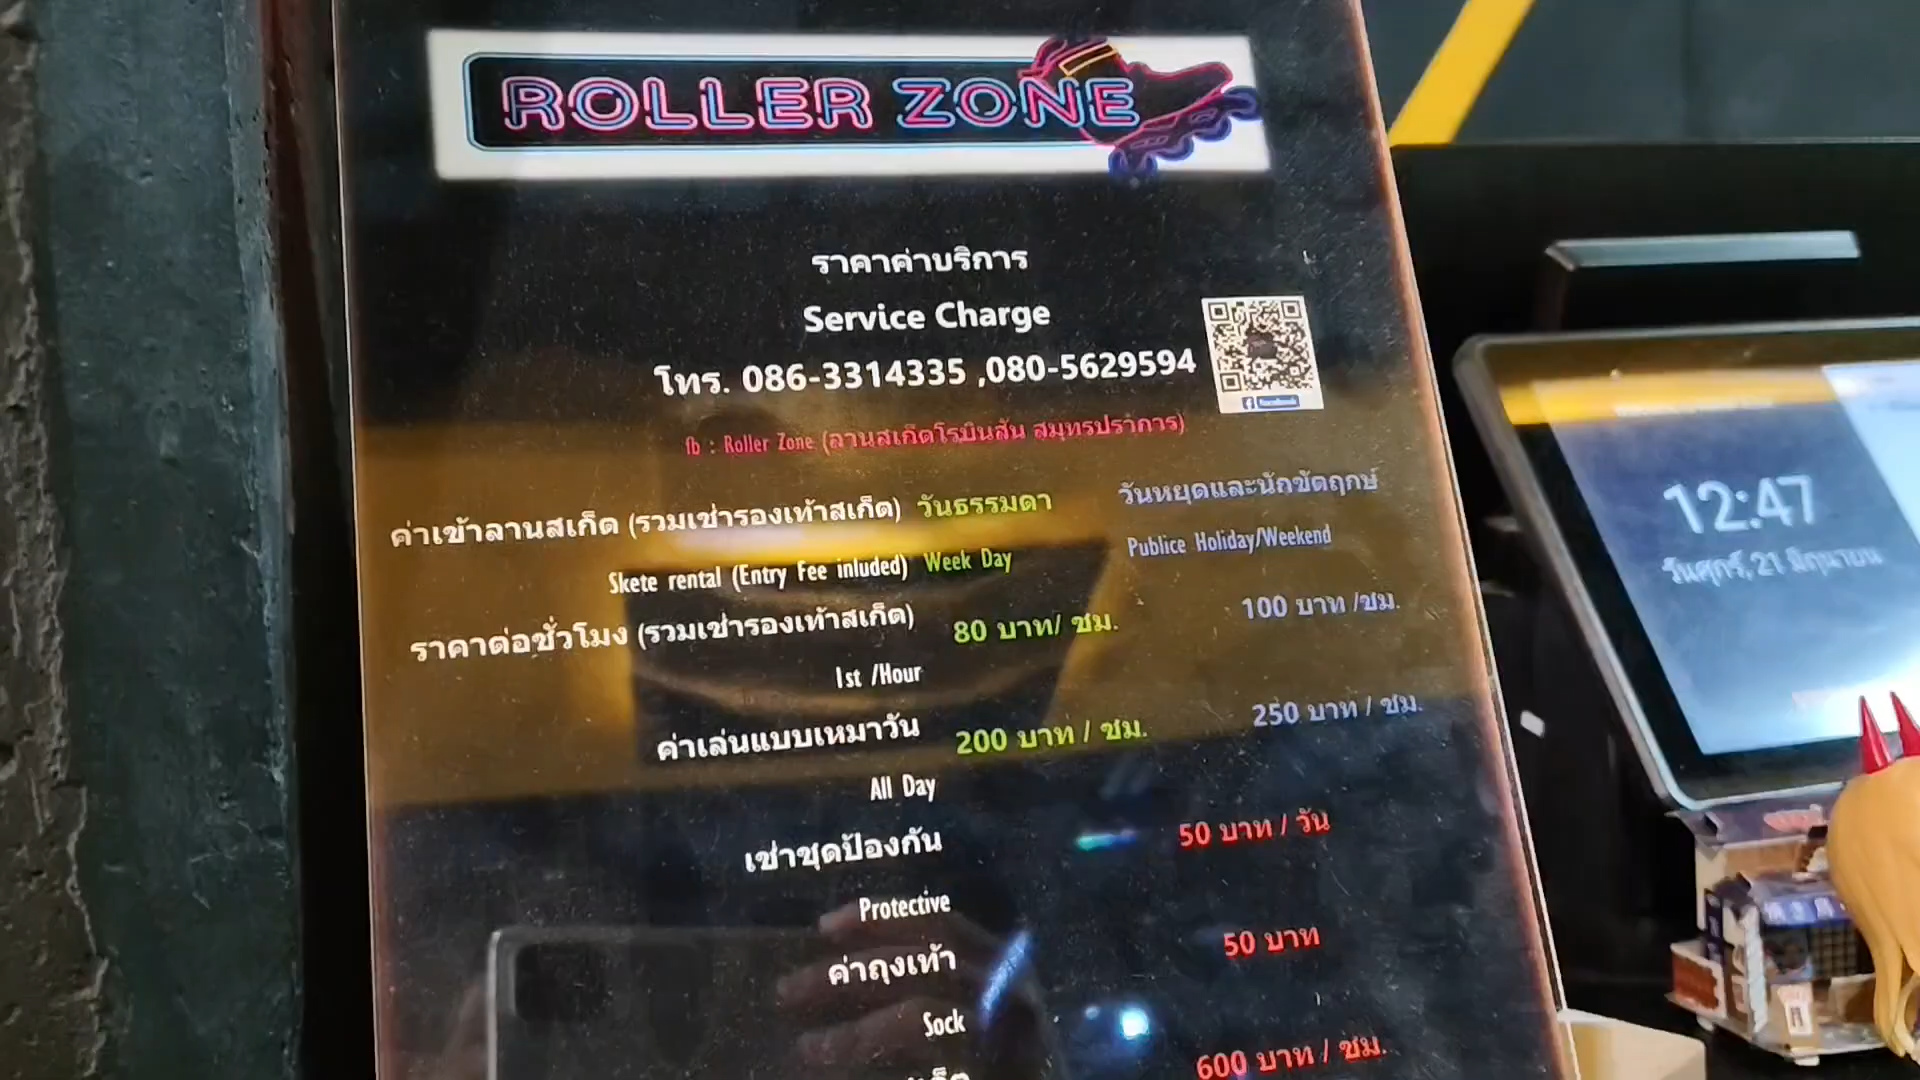 ROLLER ZONE
ราคาค่าบริการ
Service Charge
โทร. 086-3314335 ,080-5629594
facebook
fb : Roller Zone (ลานสเก็ตโรบินสัน สมุทรปราการ)
ค่าเข้าลานสเก็ต (รวมเช่ารองเท้าสเก็ต) วันธรรมดา วันหยุดและนักขัตฤกษ์
Skete rental (Entry Fee inluded) Week Day Publice Holiday/Weekend
ราคาต่อชั่วโมง (รวมเช่ารองเท้าสเก็ต) 80 บาท/ ชม. 100 บาท /ชม.
1st /Hour
ค่าเล่นแบบเหมาวัน 200 บาท / ชม. 250 บาท / ชม.
All Day
เช่าชุดป้องกัน 50 บาท / วัน
Protective
ค่าถุงเท้า 50 บาท
Sock
600 บาท / ชม.
12:47
วันศุกร์, 21 มิถุนายน